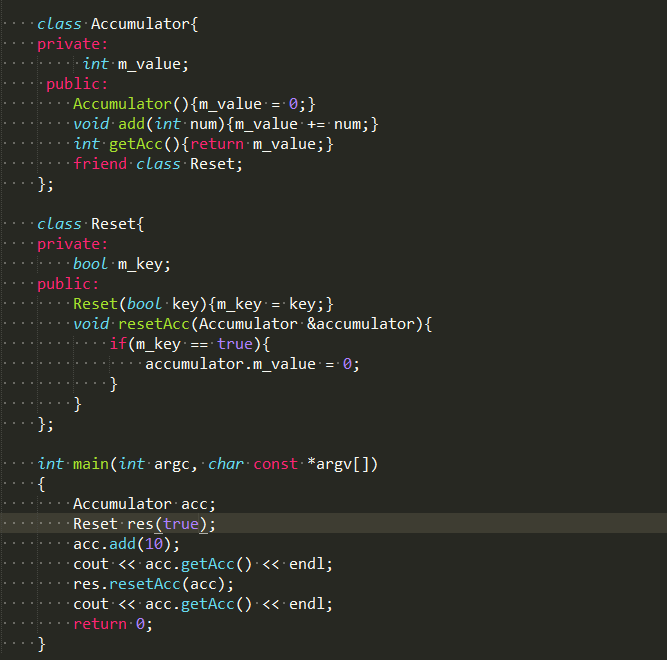 class Accumulator{
private:
int m_value;
public:
Accumulator(){m_value = 0;}
void add(int num){m_value += num;}
int getAcc(){return m_value;}
friend class Reset;
};
class Reset{
private:
bool m_key;
public:
Reset(bool key){m_key = key;}
void resetAcc(Accumulator &accumulator){
if(m_key == true){
accumulator.m_value = 0;
}
}
};
int main(int argc, char const *argv[])
{
Accumulator acc;
Reset res(true);
acc.add(10);
cout << acc.getAcc() << endl;
res.resetAcc(acc);
cout << acc.getAcc() << endl;
return 0;
}